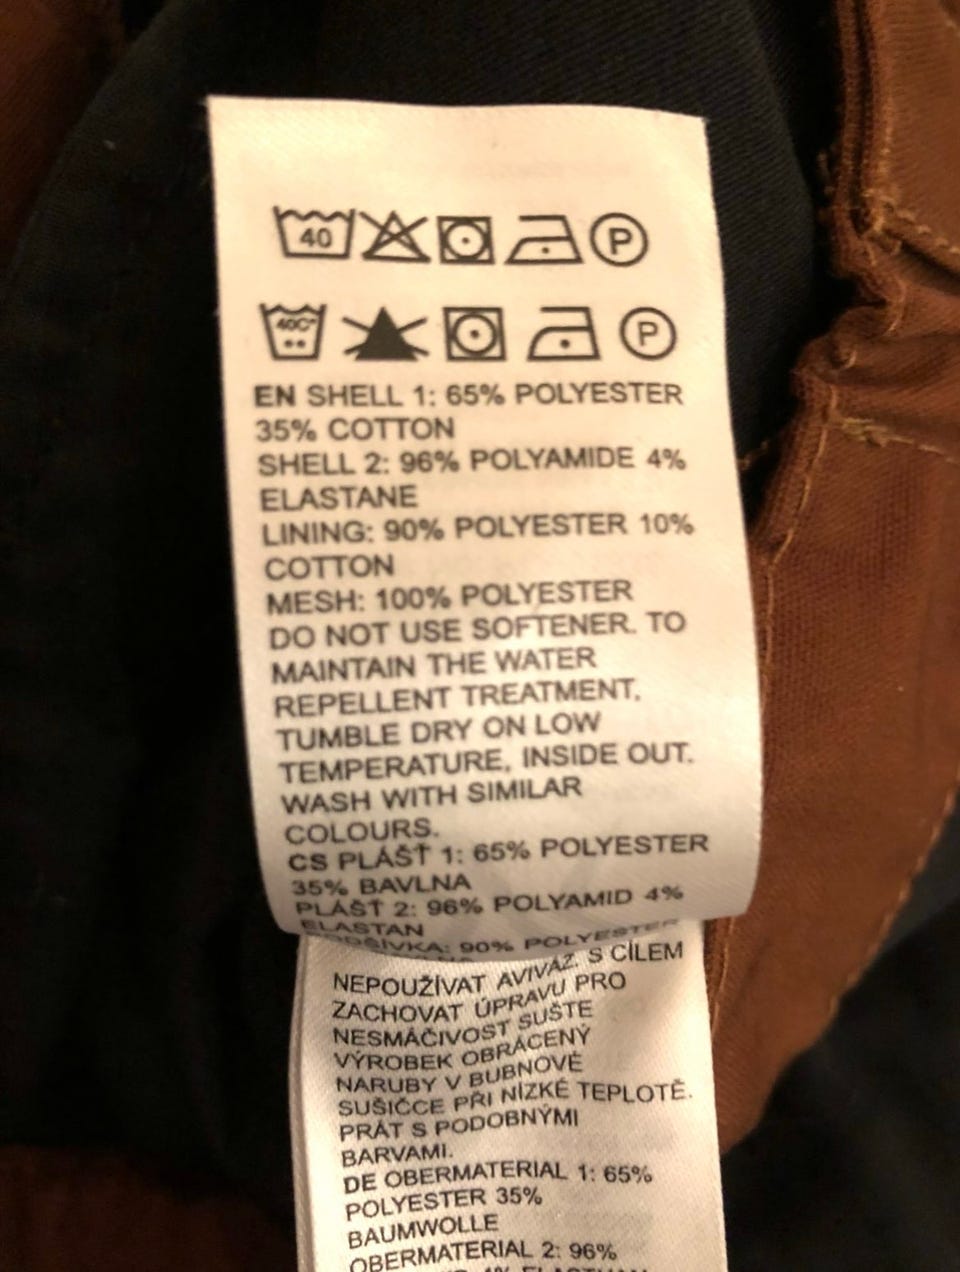 40 P
40C° P
EN SHELL 1: 65% POLYESTER
35% COTTON
SHELL 2: 96% POLYAMIDE 4%
ELASTANE
LINING: 90% POLYESTER 10%
COTTON
MESH: 100% POLYESTER
DO NOT USE SOFTENER. TO
MAINTAIN THE WATER
REPELLENT TREATMENT.
TUMBLE DRY ON LOW
TEMPERATURE, INSIDE OUT.
WASH WITH SIMILAR
COLOURS.
CS PLÁŠŤ 1: 65% POLYESTER
35% BAVLNA
PLÁŠŤ 2: 96% POLYAMID 4%
ELASTAN
PODŠIVKA: 90% POLYESTER
NEPOUŽÍVAT AVIVÁŽ. S CÍLEM
ZACHOVAT ÚPRAVU PRO
NESMÁČIVOST SUŠTE
VÝROBEK OBRÁCENÝ
NARUBY V BUBNOVÉ
SUŠIČCE PŘI NÍZKÉ TEPLOTĚ.
PRÁT S PODOBNÝMI
BARVAMI.
DE OBERMATERIAL 1: 65%
POLYESTER 35%
BAUMWOLLE
OBERMATERIAL 2: 96%
4%